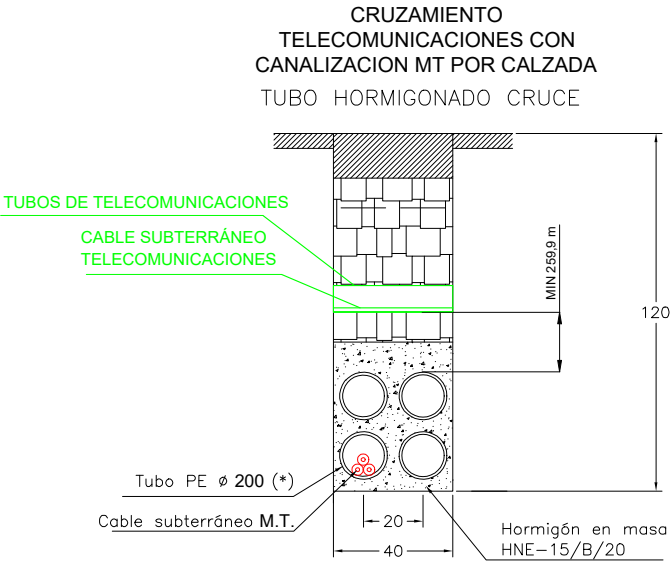 CRUZAMIENTO
TELECOMUNICACIONES CON
CANALIZACION MT POR CALZADA
TUBO HORMIGONADO CRUCE
TUBOS DE TELECOMUNICACIONES
CABLE SUBTERRÁNEO
TELECOMUNICACIONES
MIN 259,9 m
120
Tubo PE ø 200 (*)
Cable subterráneo M.T.
20
40
Hormigón en masa
HNE-15/B/20